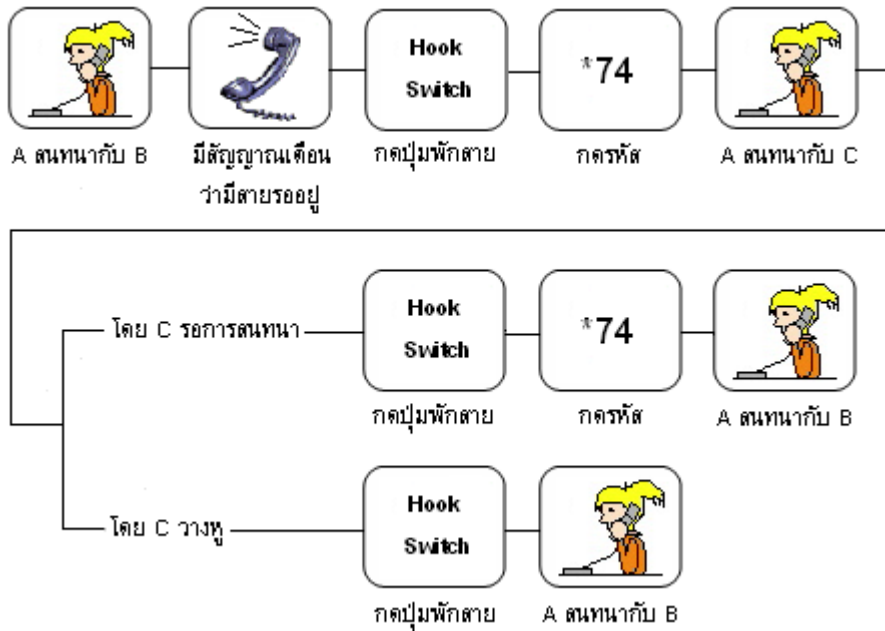 Hook
Switch
*74
A สนทนากับ B
มีสัญญาณเตือน
ว่ามีสายรออยู่
กดปุ่มพักสาย
กดรหัส
A สนทนากับ C
โดย C รอการสนทนา
Hook
Switch
*74
กดปุ่มพักสาย
กดรหัส
A สนทนากับ B
โดย C วางหู
Hook
Switch
กดปุ่มพักสาย
A สนทนากับ B